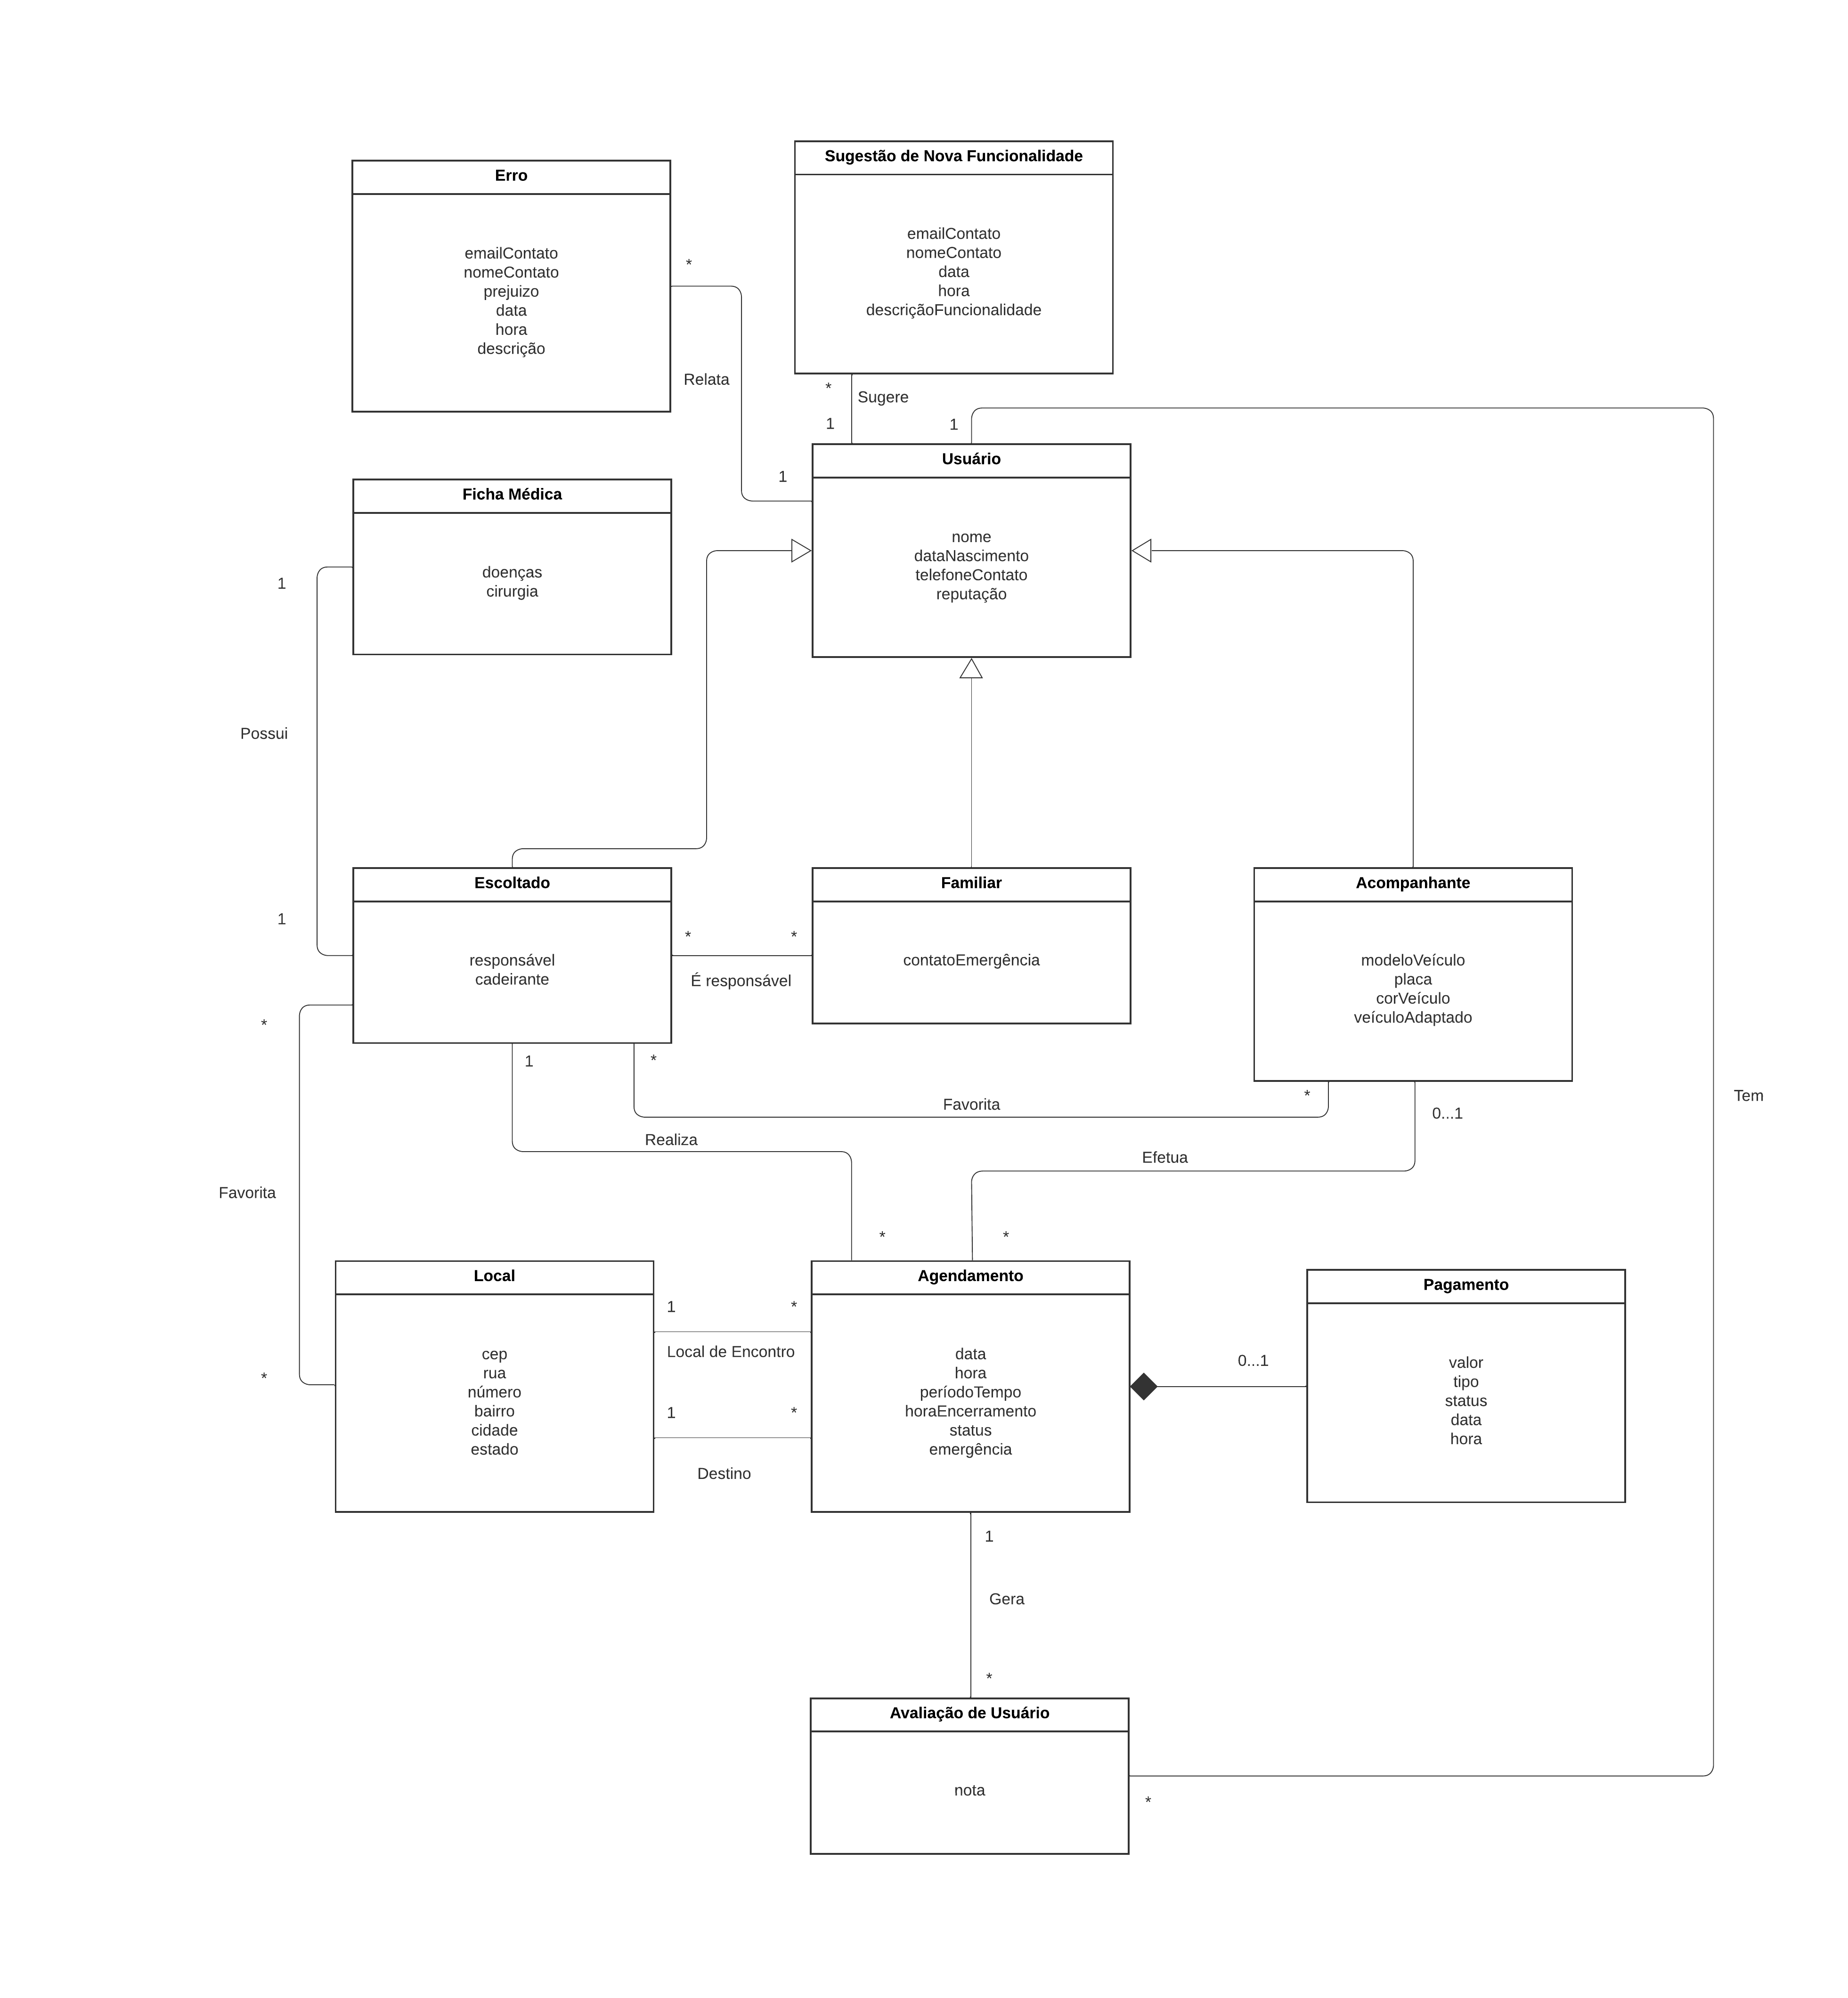 Sugestão de Nova Funcionalidade
emailContato
nomeContato
data
hora
descriçãoFuncionalidade
Erro
emailContato
nomeContato
prejuizo
data
hora
descrição
*
Relata
1
*
Sugere
1
1
Usuário
nome
dataNascimento
telefoneContato
reputação
Ficha Médica
doenças
cirurgia
1
Possui
1
Escoltado
responsável
cadeirante
*
*
É responsável
Familiar
contatoEmergência
Acompanhante
modeloVeículo
placa
corVeículo
veículoAdaptado
*
1
*
Favorita
*
0...1
Tem
Realiza
Efetua
Favorita
*
*
*
Local
cep
rua
número
bairro
cidade
estado
1
*
Local de Encontro
1
*
Destino
Agendamento
data
hora
períodoTempo
horaEncerramento
status
emergência
0...1
Pagamento
valor
tipo
status
data
hora
1
Gera
*
Avaliação de Usuário
nota
*